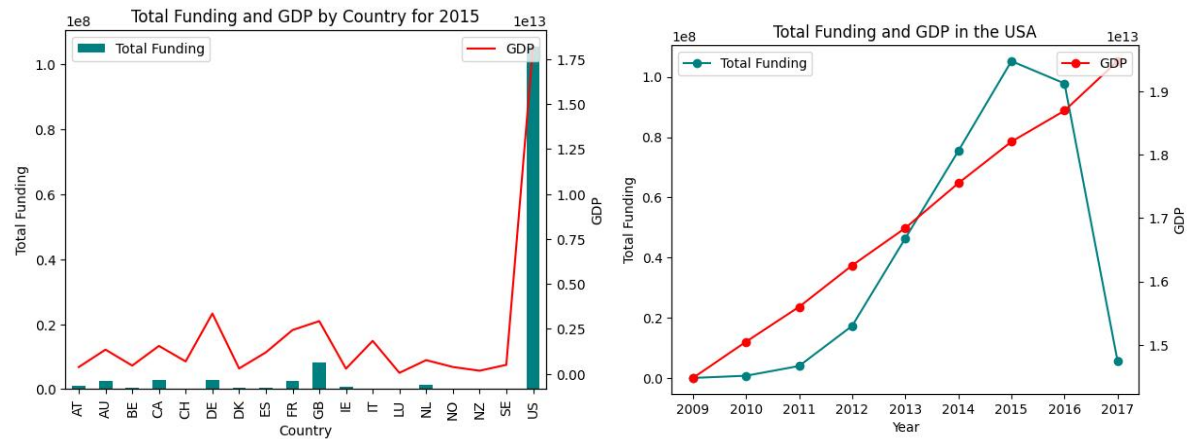 Total Funding and GDP by Country for 2015
1e8
1e13
Total Funding
GDP
1.0
0.8
0.6
0.4
0.2
0.0
Total Funding
1.75
1.50
1.25
1.00
0.75
0.50
0.25
0.00
GDP
AT AU BE CA CH DE DK ES FR GB IE IT LU NL NO NZ SE US
Country
Total Funding and GDP in the USA
1e8
1e13
Total Funding
GDP
1.0
0.8
0.6
0.4
0.2
0.0
Total Funding
1.9
1.8
1.7
1.6
1.5
GDP
2009 2010 2011 2012 2013 2014 2015 2016 2017
Year